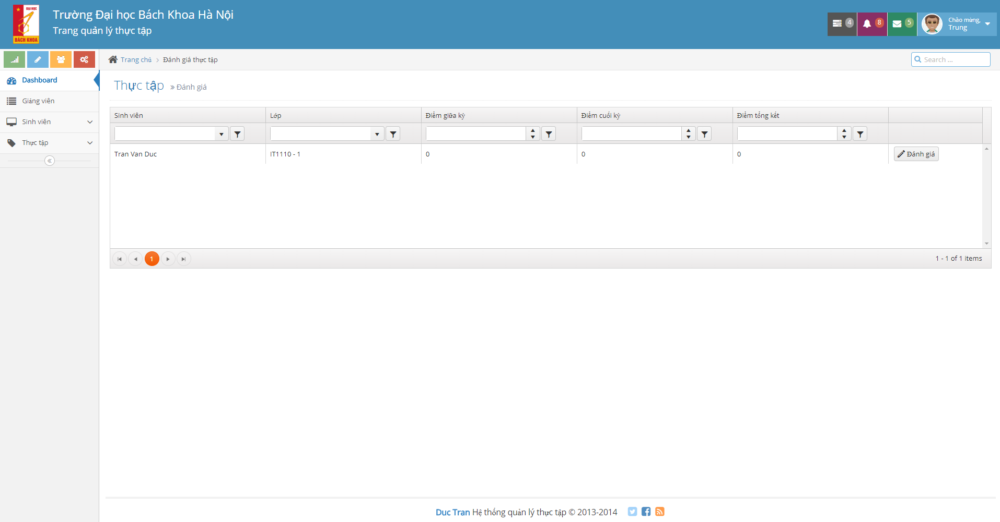 ĐẠI HỌC
BÁCH KHOA
Trường Đại học Bách Khoa Hà Nội
Trang quản lý thực tập
4
8
5
Chào mừng,
Trung
Trang chủ
Đánh giá thực tập
Search ...
Dashboard
Giảng viên
Sinh viên
Thực tập
Thực tập » Đánh giá
Sinh viên Lớp Điểm giữa kỳ Điểm cuối kỳ Điểm tổng kết
Tran Van Duc IT1110 - 1 0 0 0 Đánh giá
1
1 - 1 of 1 items
Duc Tran Hệ thống quản lý thực tập © 2013-2014